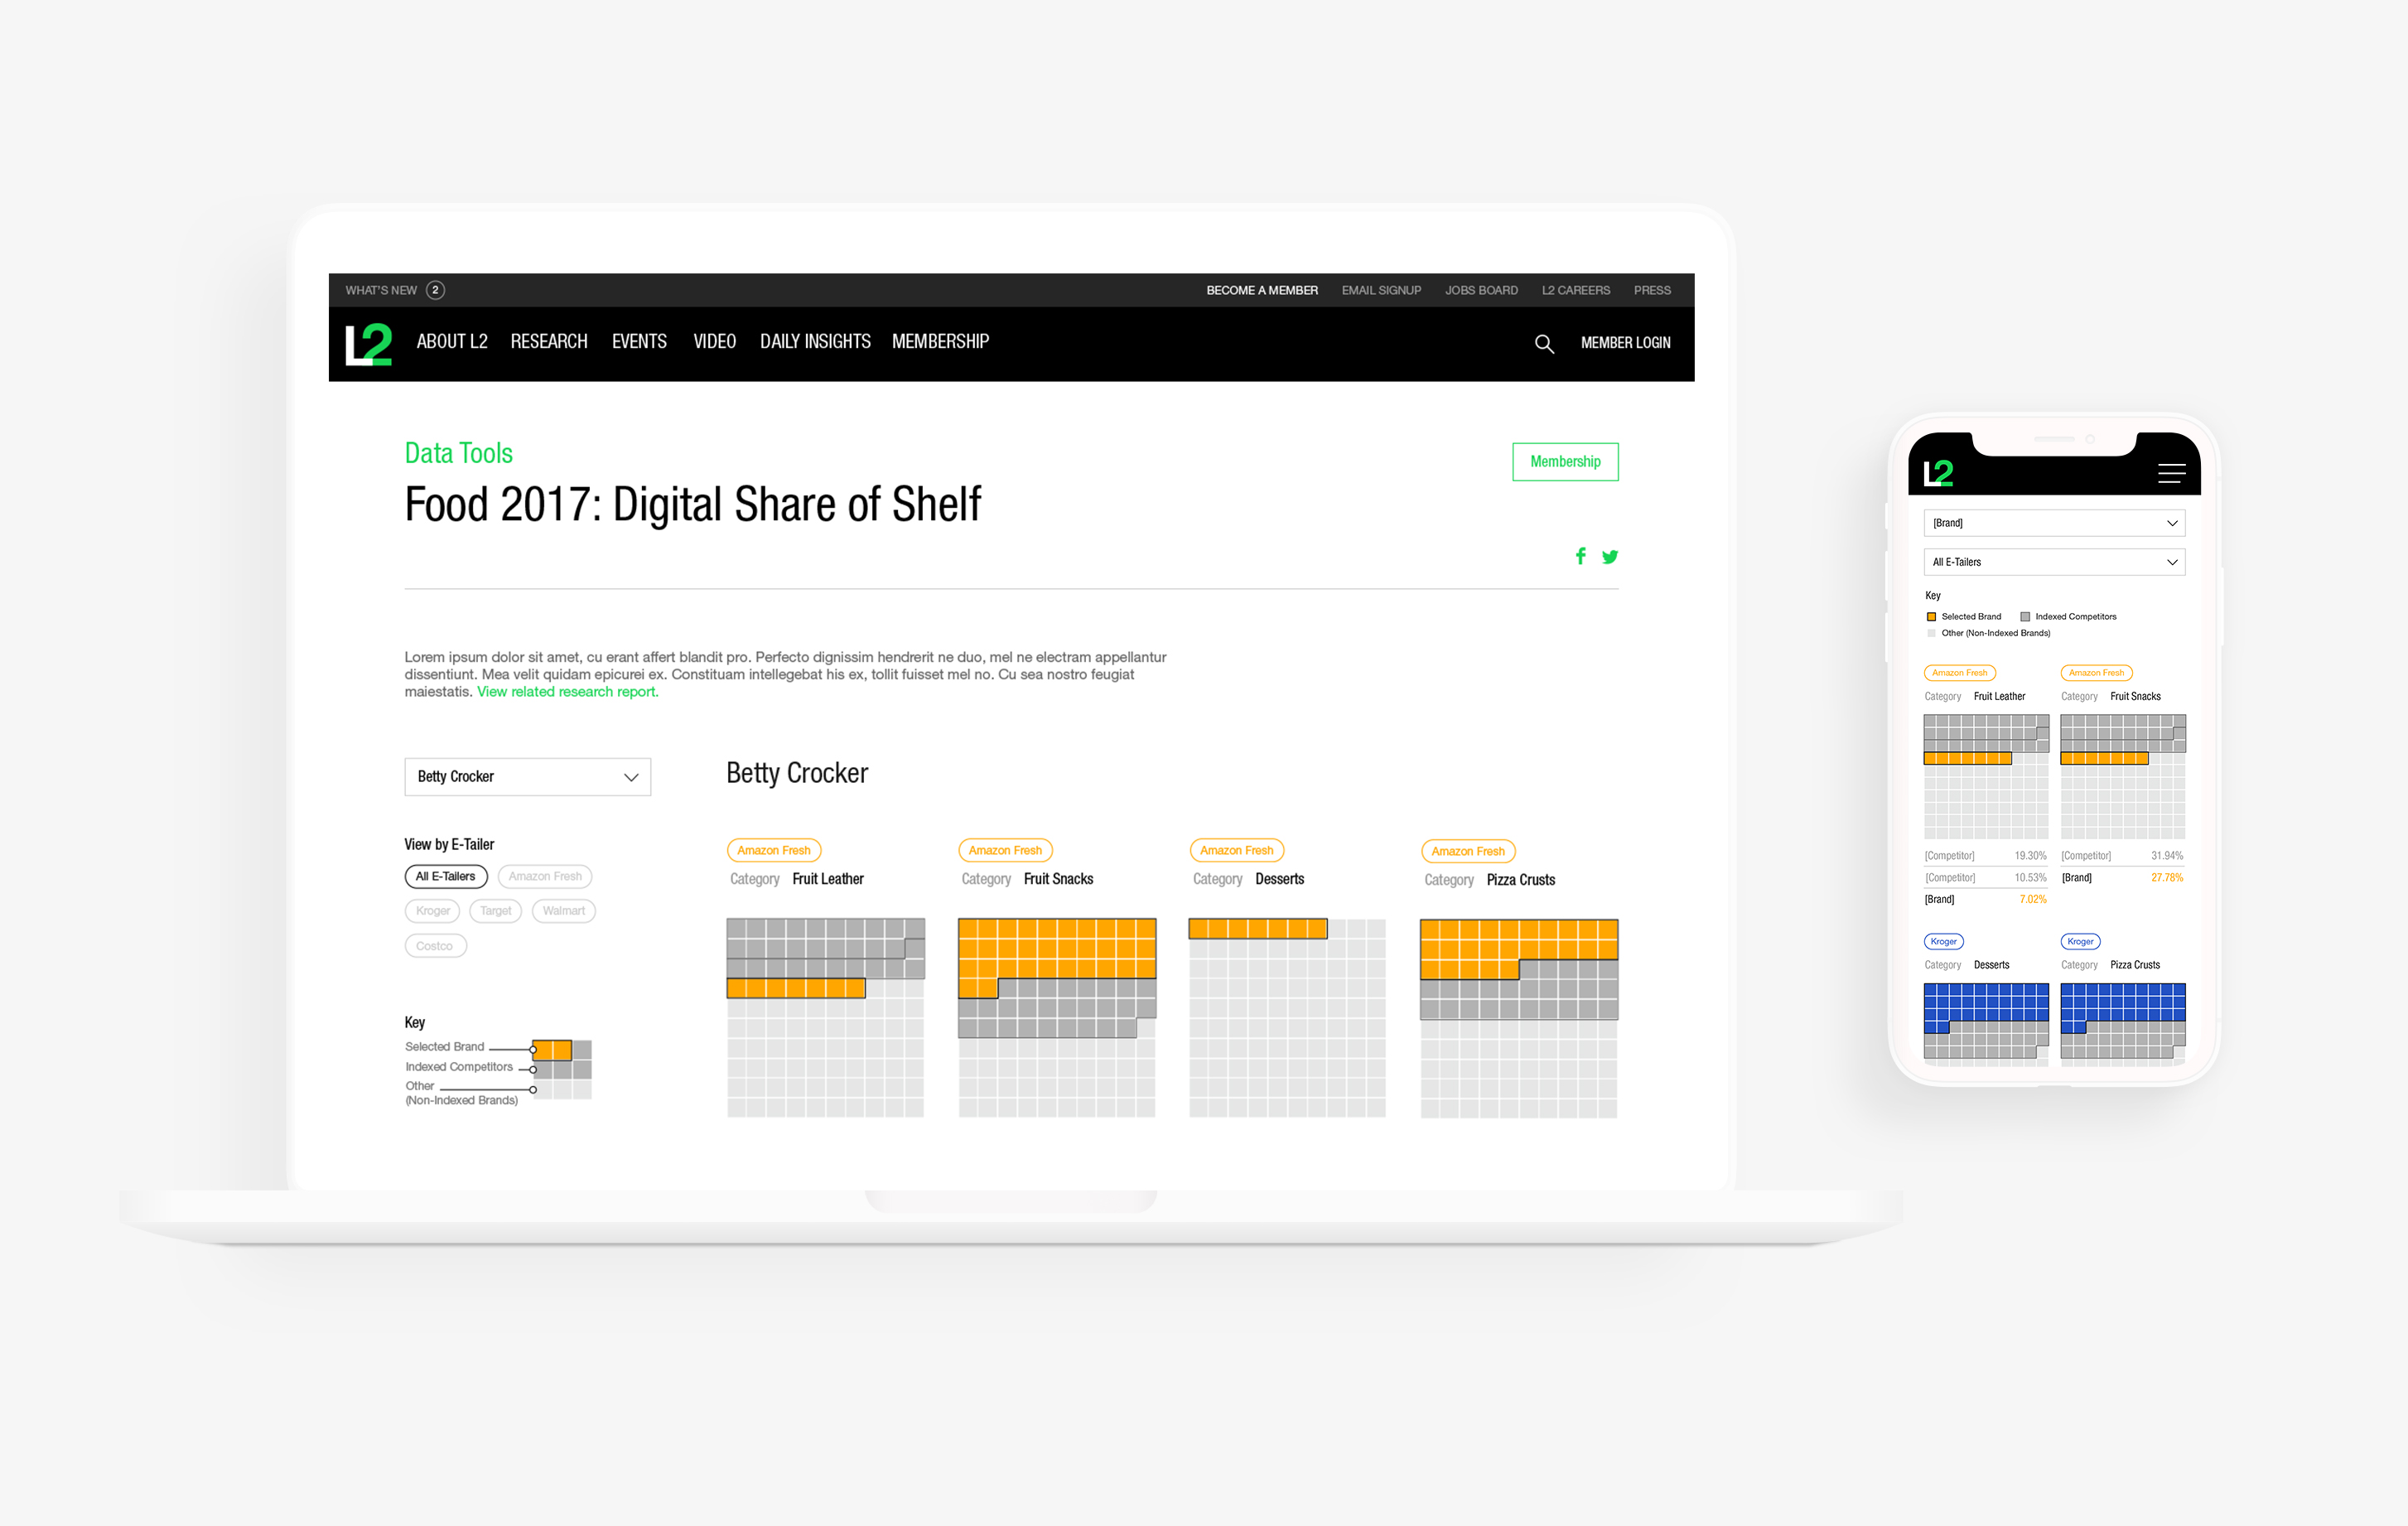 WHAT'S NEW 2 BECOME A MEMBER EMAIL SIGNUP JOBS BOARD L2 CAREERS PRESS
L2 ABOUT L2 RESEARCH EVENTS VIDEO DAILY INSIGHTS MEMBERSHIP MEMBER LOGIN
Data Tools
Membership
Food 2017: Digital Share of Shelf
Lorem ipsum dolor sit amet, cu erant affert blandit pro. Perfecto dignissim hendrerit ne duo, mel ne electram appellantur
dissentiunt. Mea velit quidam epicurei ex. Constituam intellegebat his ex, tollit fuisset mel no. Cu sea nostro feugiat
maiestatis. View related research report.
Betty Crocker
View by E-Tailer
All E-Tailers Amazon Fresh
Kroger Target Walmart
Costco
Key
Selected Brand
Indexed Competitors
Other
(Non-Indexed Brands)
Betty Crocker
Amazon Fresh Amazon Fresh Amazon Fresh Amazon Fresh
Category Fruit Leather Category Fruit Snacks Category Desserts Category Pizza Crusts
L2
[Brand]
All E-Tailers
Key
Selected Brand Indexed Competitors
Other (Non-Indexed Brands)
Amazon Fresh Amazon Fresh
Category Fruit Leather Category Fruit Snacks
[Competitor] 19.30% [Competitor] 31.94%
[Competitor] 10.53% [Brand] 27.78%
[Brand] 7.02%
Kroger Kroger
Category Desserts Category Pizza Crusts